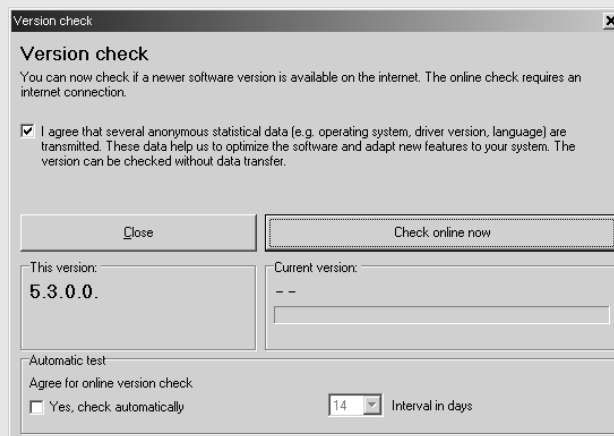 Version check
Version check
You can now check if a newer software version is available on the internet. The online check requires an
internet connection.
I agree that several anonymous statistical data (e.g. operating system, driver version, language) are
transmitted. These data help us to optimize the software and adapt new features to your system. The
version can be checked without data transfer.
Close
Check online now
This version:
Current version:
5.3.0.0.
- -
Automatic test
Agree for online version check
Yes, check automatically
14
Interval in days